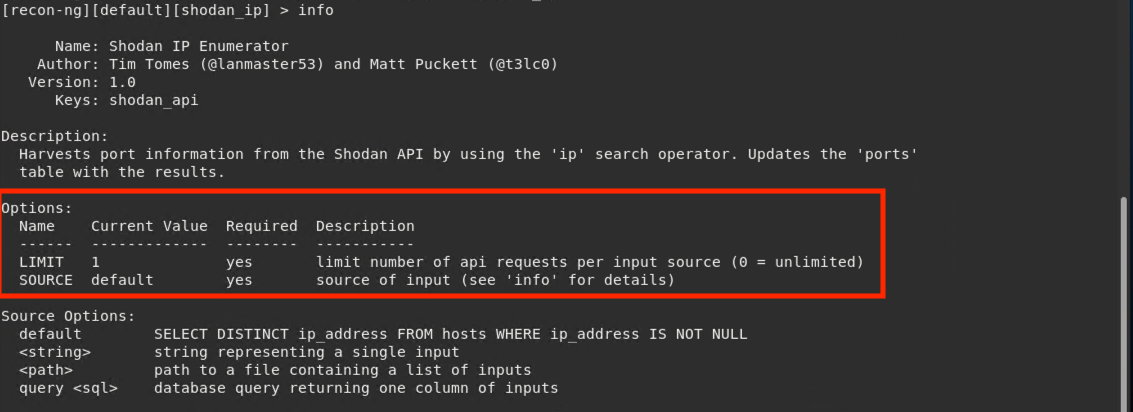 [recon-ng][default][shodan_ip] > info
Name: Shodan IP Enumerator
Author: Tim Tomes (@lanmaster53) and Matt Puckett (@t3lc0)
Version: 1.0
Keys: shodan_api
Description:
Harvests port information from the Shodan API by using the 'ip' search operator. Updates the 'ports'
table with the results.
Options:
Name    Current Value  Required  Description
------  -------------  --------  -----------
LIMIT   1              yes       limit number of api requests per input source (0 = unlimited)
SOURCE  default        yes       source of input (see 'info' for details)
Source Options:
default        SELECT DISTINCT ip_address FROM hosts WHERE ip_address IS NOT NULL
<string>       string representing a single input
<path>         path to a file containing a list of inputs
query <sql>    database query returning one column of inputs